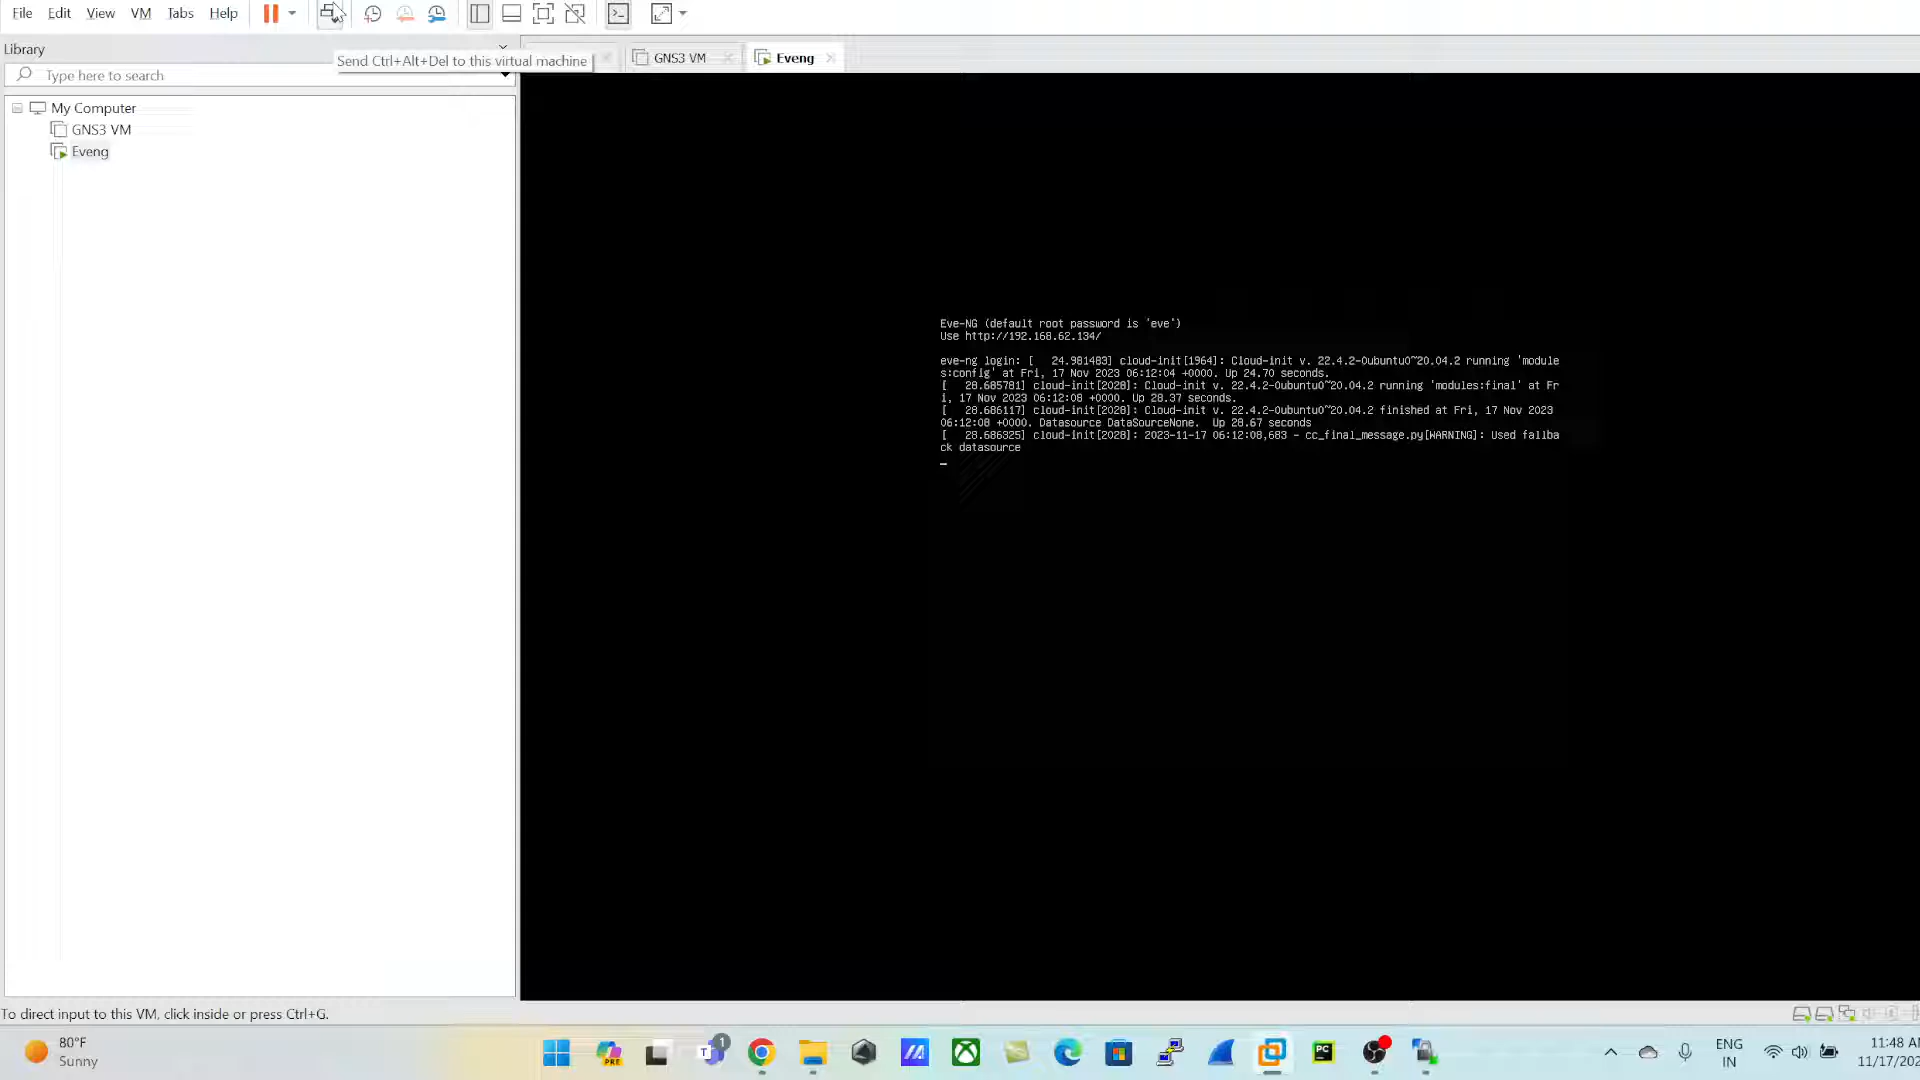 File Edit View VM Tabs Help
Library
Send Ctrl+Alt+Del to this virtual machine
GNS3 VM
Eveng
Type here to search
My Computer
GNS3 VM
Eveng
Eve-NG (default root password is 'eve')
Use http://192.168.62.134/
eve-ng login: [   24.981483] cloud-init[1964]: Cloud-init v. 22.4.2-0ubuntu0~20.04.2 running 'module
s:config' at Fri, 17 Nov 2023 06:12:04 +0000. Up 24.70 seconds.
[   28.685781] cloud-init[2028]: Cloud-init v. 22.4.2-0ubuntu0~20.04.2 running 'modules:final' at Fr
i, 17 Nov 2023 06:12:08 +0000. Up 28.37 seconds.
[   28.686117] cloud-init[2028]: Cloud-init v. 22.4.2-0ubuntu0~20.04.2 finished at Fri, 17 Nov 2023
06:12:08 +0000. Datasource DataSourceNone.  Up 28.67 seconds
[   28.686325] cloud-init[2028]: 2023-11-17 06:12:08,683 - cc_final_message.py[WARNING]: Used fallba
ck datasource
To direct input to this VM, click inside or press Ctrl+G.
80°F
Sunny
PRE
T
1
PC
ENG
IN
11:48
11/17/202